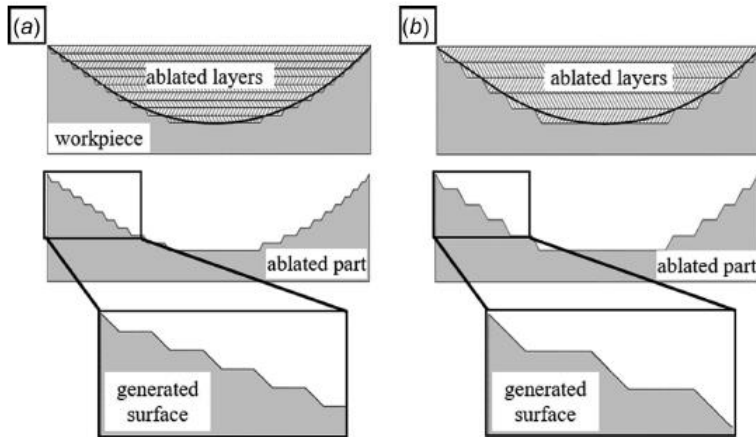 (a)
ablated layers
workpiece
ablated part
generated
surface
(b)
ablated layers
ablated part
generated
surface